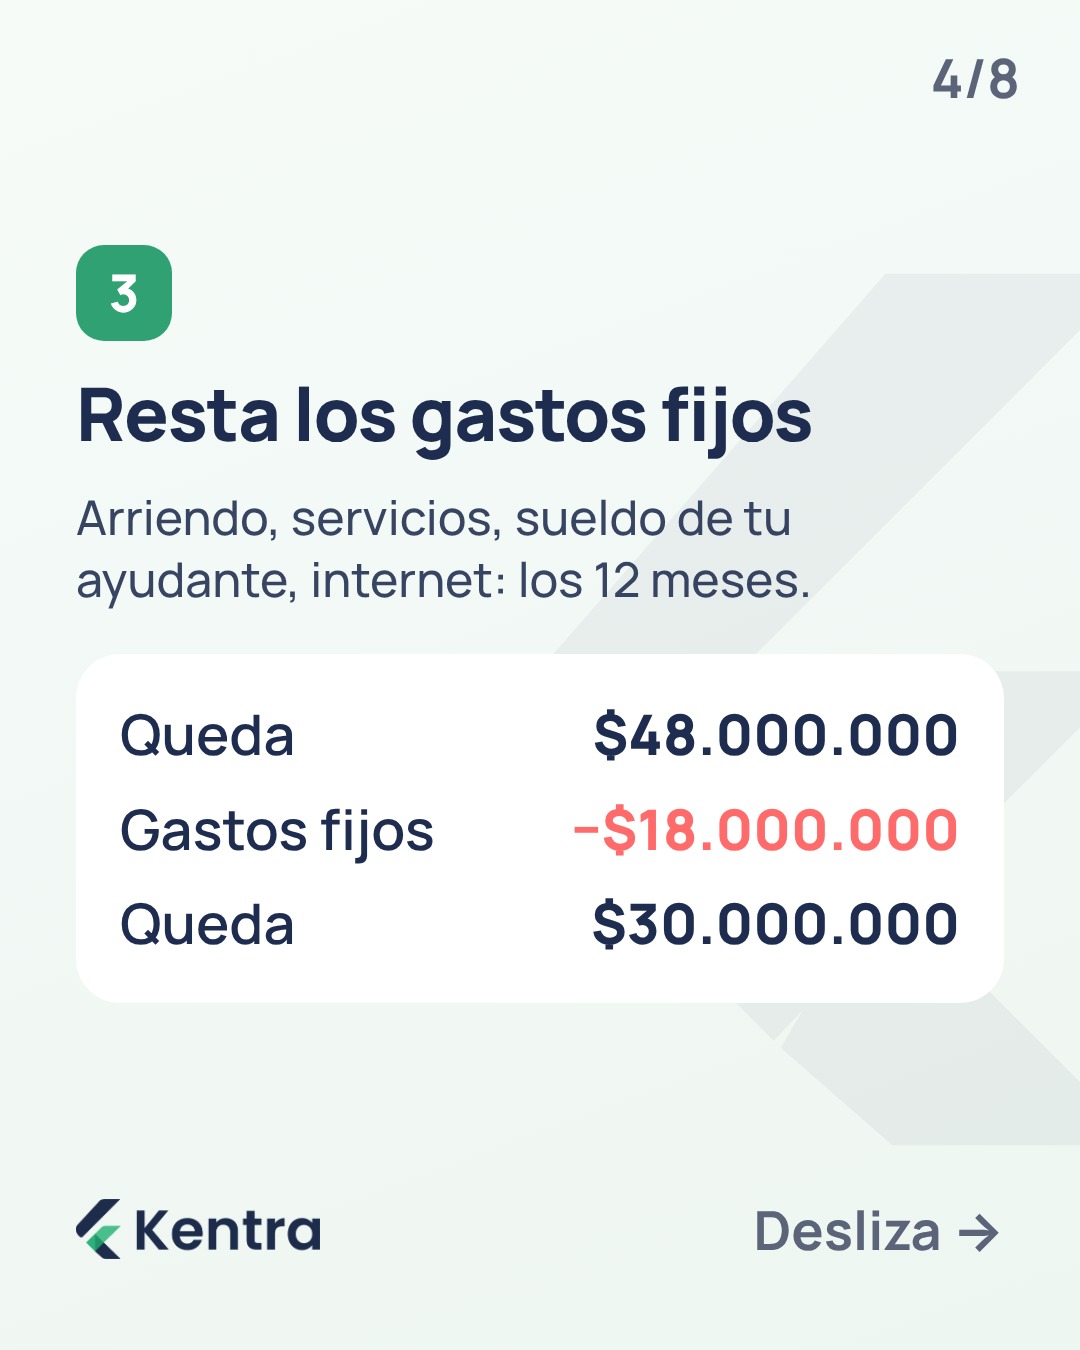 4/8
3
Resta los gastos fijos
Arriendo, servicios, sueldo de tu
ayudante, internet: los 12 meses.
Queda $48.000.000
Gastos fijos −$18.000.000
Queda $30.000.000
Kentra
Desliza →